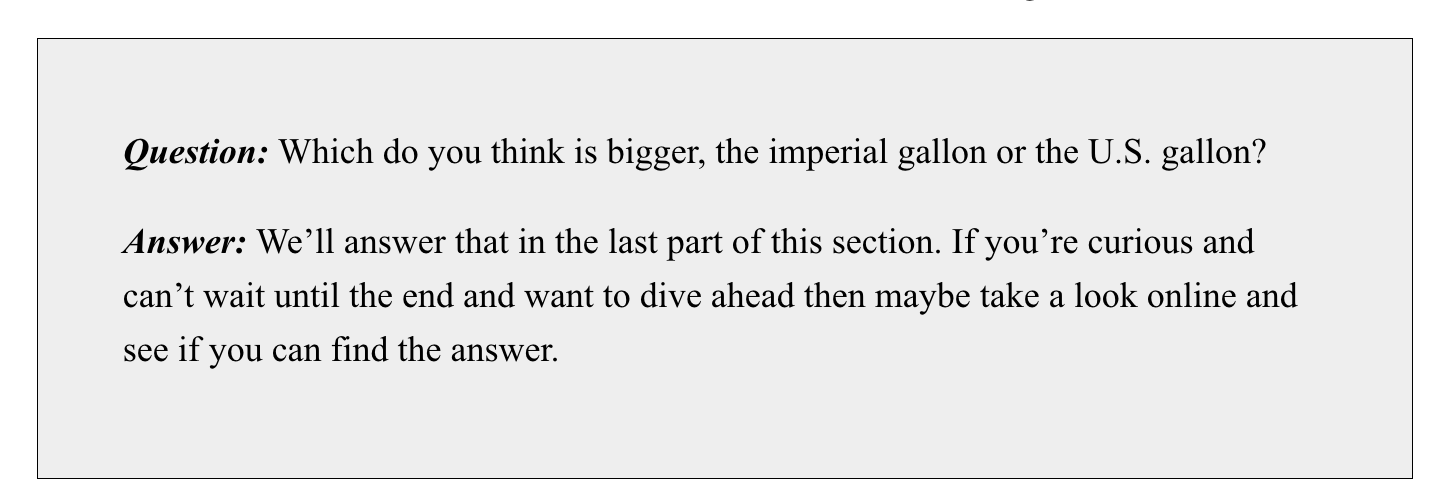 Question: Which do you think is bigger, the imperial gallon or the U.S. gallon?
Answer: We’ll answer that in the last part of this section. If you’re curious and
can’t wait until the end and want to dive ahead then maybe take a look online and
see if you can find the answer.